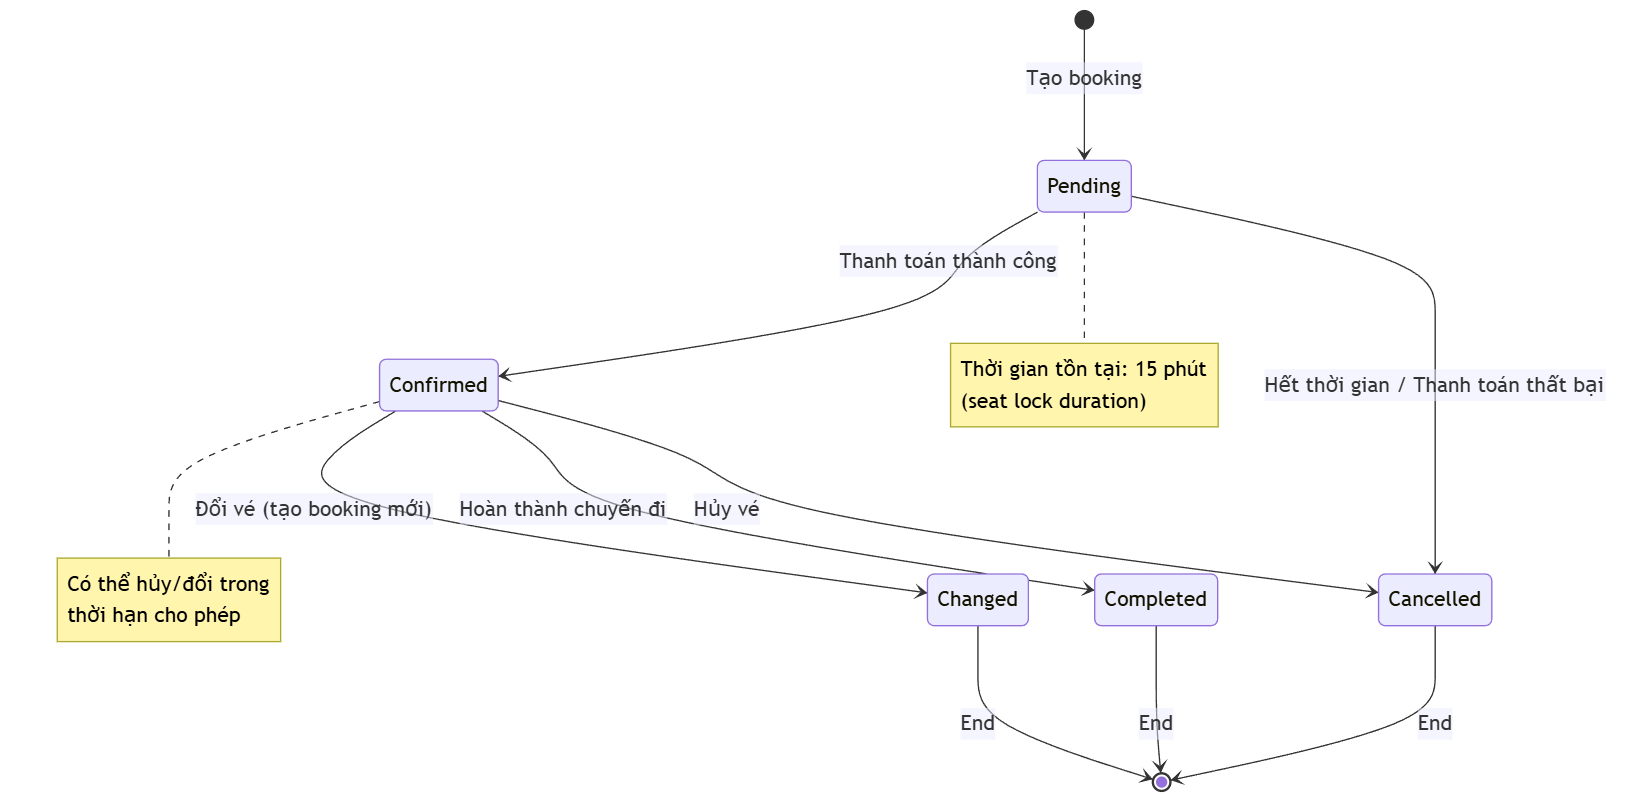 Tạo booking
Pending
Thanh toán thành công
Thời gian tồn tại: 15 phút
(seat lock duration)
Hết thời gian / Thanh toán thất bại
Confirmed
Đổi vé (tạo booking mới)
Hoàn thành chuyến đi
Hủy vé
Có thể hủy/đổi trong
thời hạn cho phép
Changed
Completed
Cancelled
End
End
End